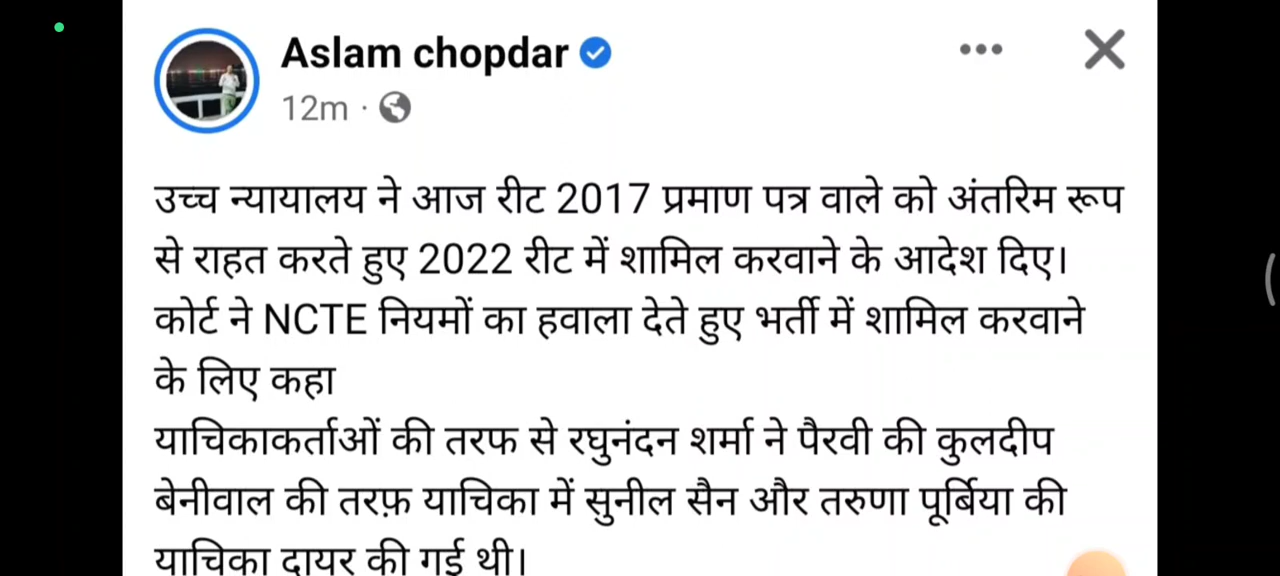 Aslam chopdar
12m ·
उच्च न्यायालय ने आज रीट 2017 प्रमाण पत्र वाले को अंतरिम रूप
से राहत करते हुए 2022 रीट में शामिल करवाने के आदेश दिए।
कोर्ट ने NCTE नियमों का हवाला देते हुए भर्ती में शामिल करवाने
के लिए कहा
याचिकाकर्ताओं की तरफ से रघुनंदन शर्मा ने पैरवी की कुलदीप
बेनीवाल की तरफ़ याचिका में सुनील सैन और तरुणा पूर्बिया की
याचिका दायर की गई थी।